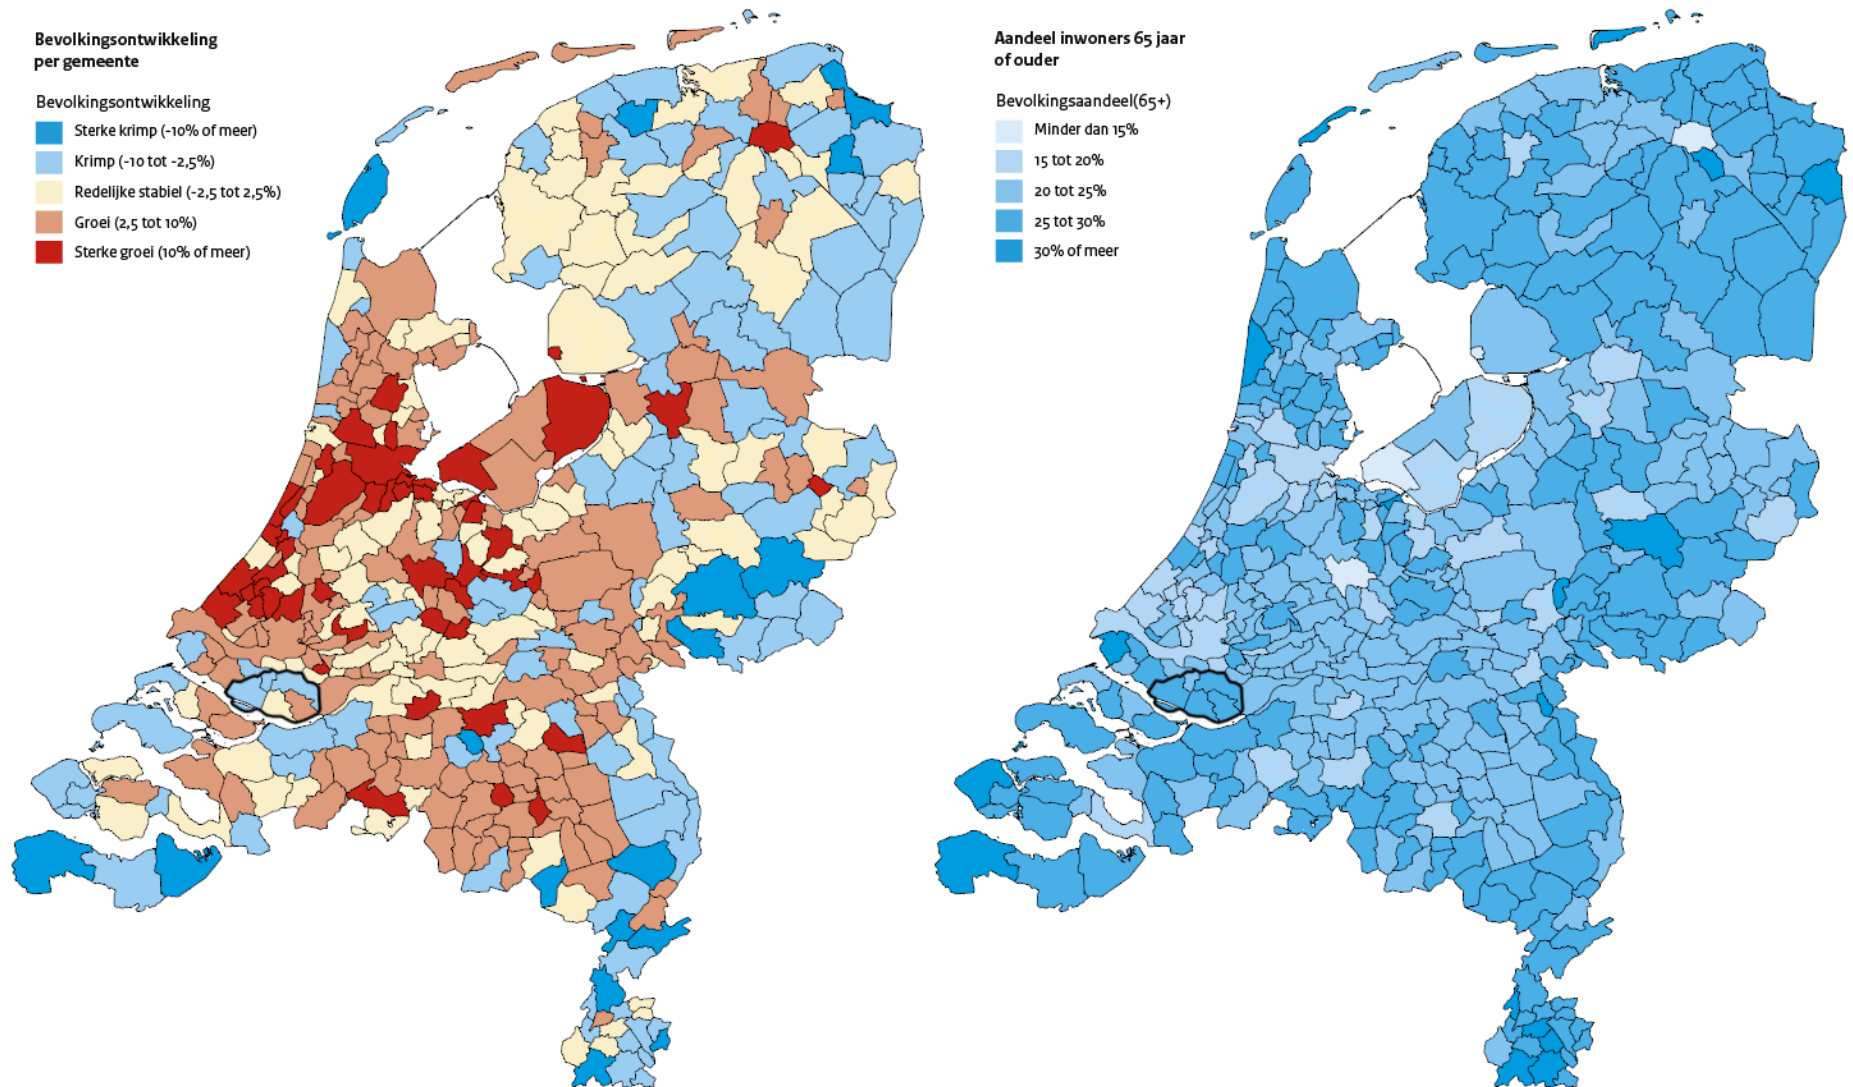 Bevolkingsontwikkeling
per gemeente
Bevolkingsontwikkeling
Sterke krimp (-10% of meer)
Krimp (-10 tot -2,5%)
Redelijke stabiel (-2,5 tot 2,5%)
Groei (2,5 tot 10%)
Sterke groei (10% of meer)
Aandeel inwoners 65 jaar
of ouder
Bevolkingsaandeel(65+)
Minder dan 15%
15 tot 20%
20 tot 25%
25 tot 30%
30% of meer